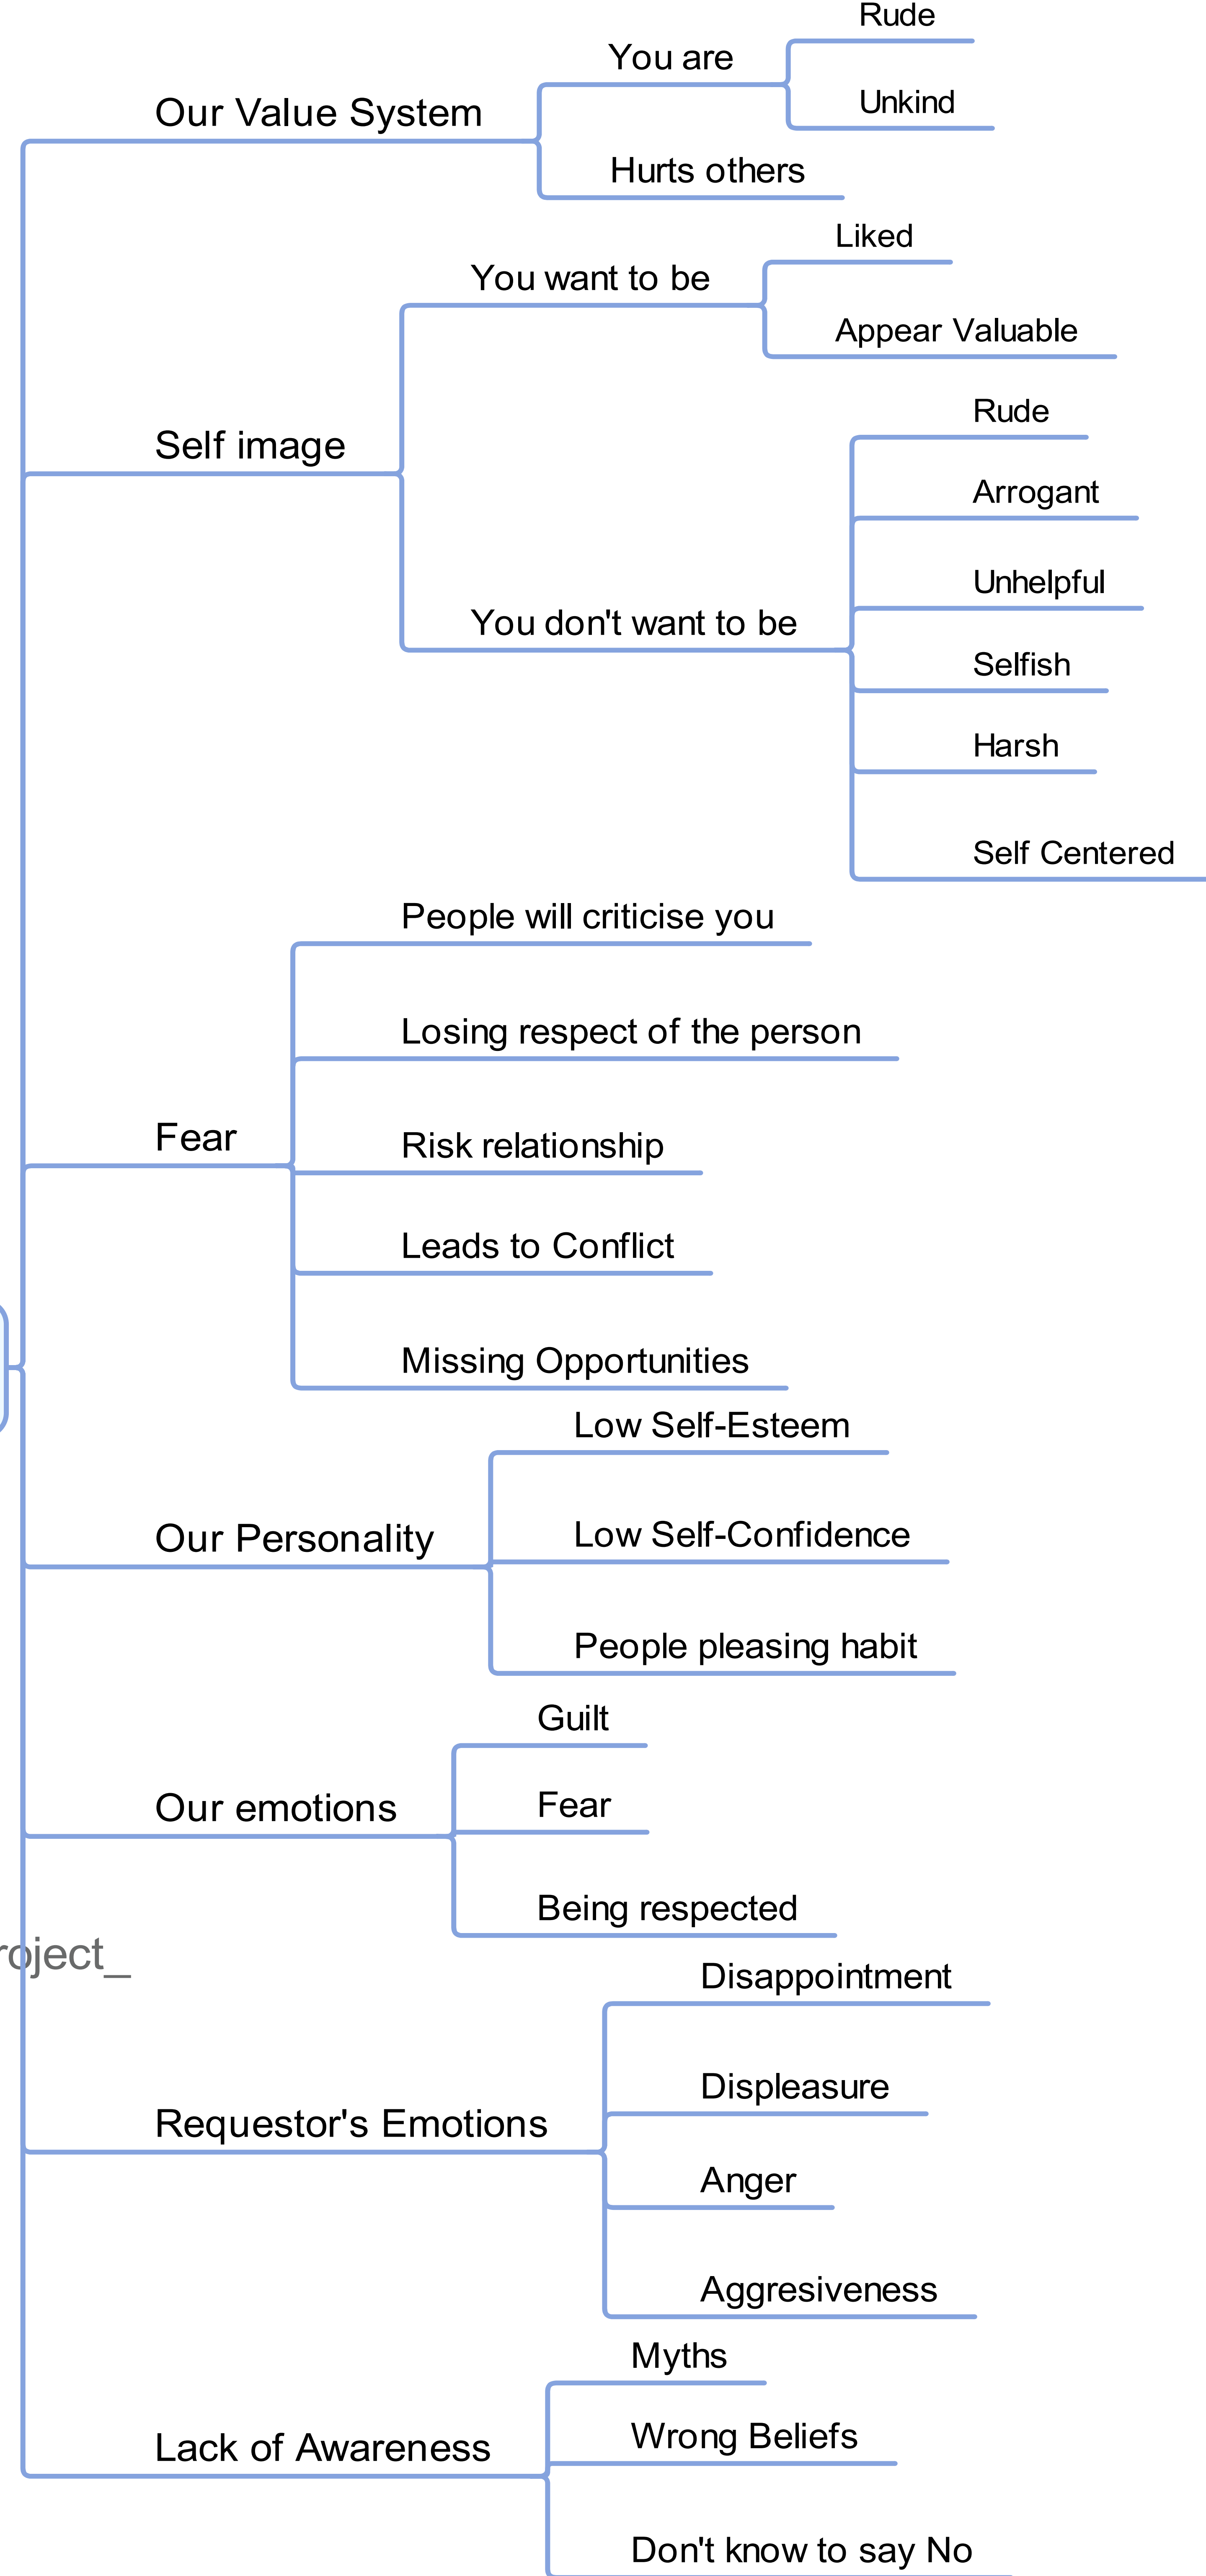 Rude
You are
Unkind
Our Value System
Hurts others
Liked
You want to be
Appear Valuable
Rude
Self image
Arrogant
Unhelpful
You don't want to be
Selfish
Harsh
Self Centered
People will criticise you
Losing respect of the person
Fear
Risk relationship
Leads to Conflict
Missing Opportunities
Low Self-Esteem
Our Personality
Low Self-Confidence
People pleasing habit
Guilt
Our emotions
Fear
Being respected
roject_
Disappointment
Displeasure
Requestor's Emotions
Anger
Aggresiveness
Myths
Wrong Beliefs
Lack of Awareness
Don't know to say No